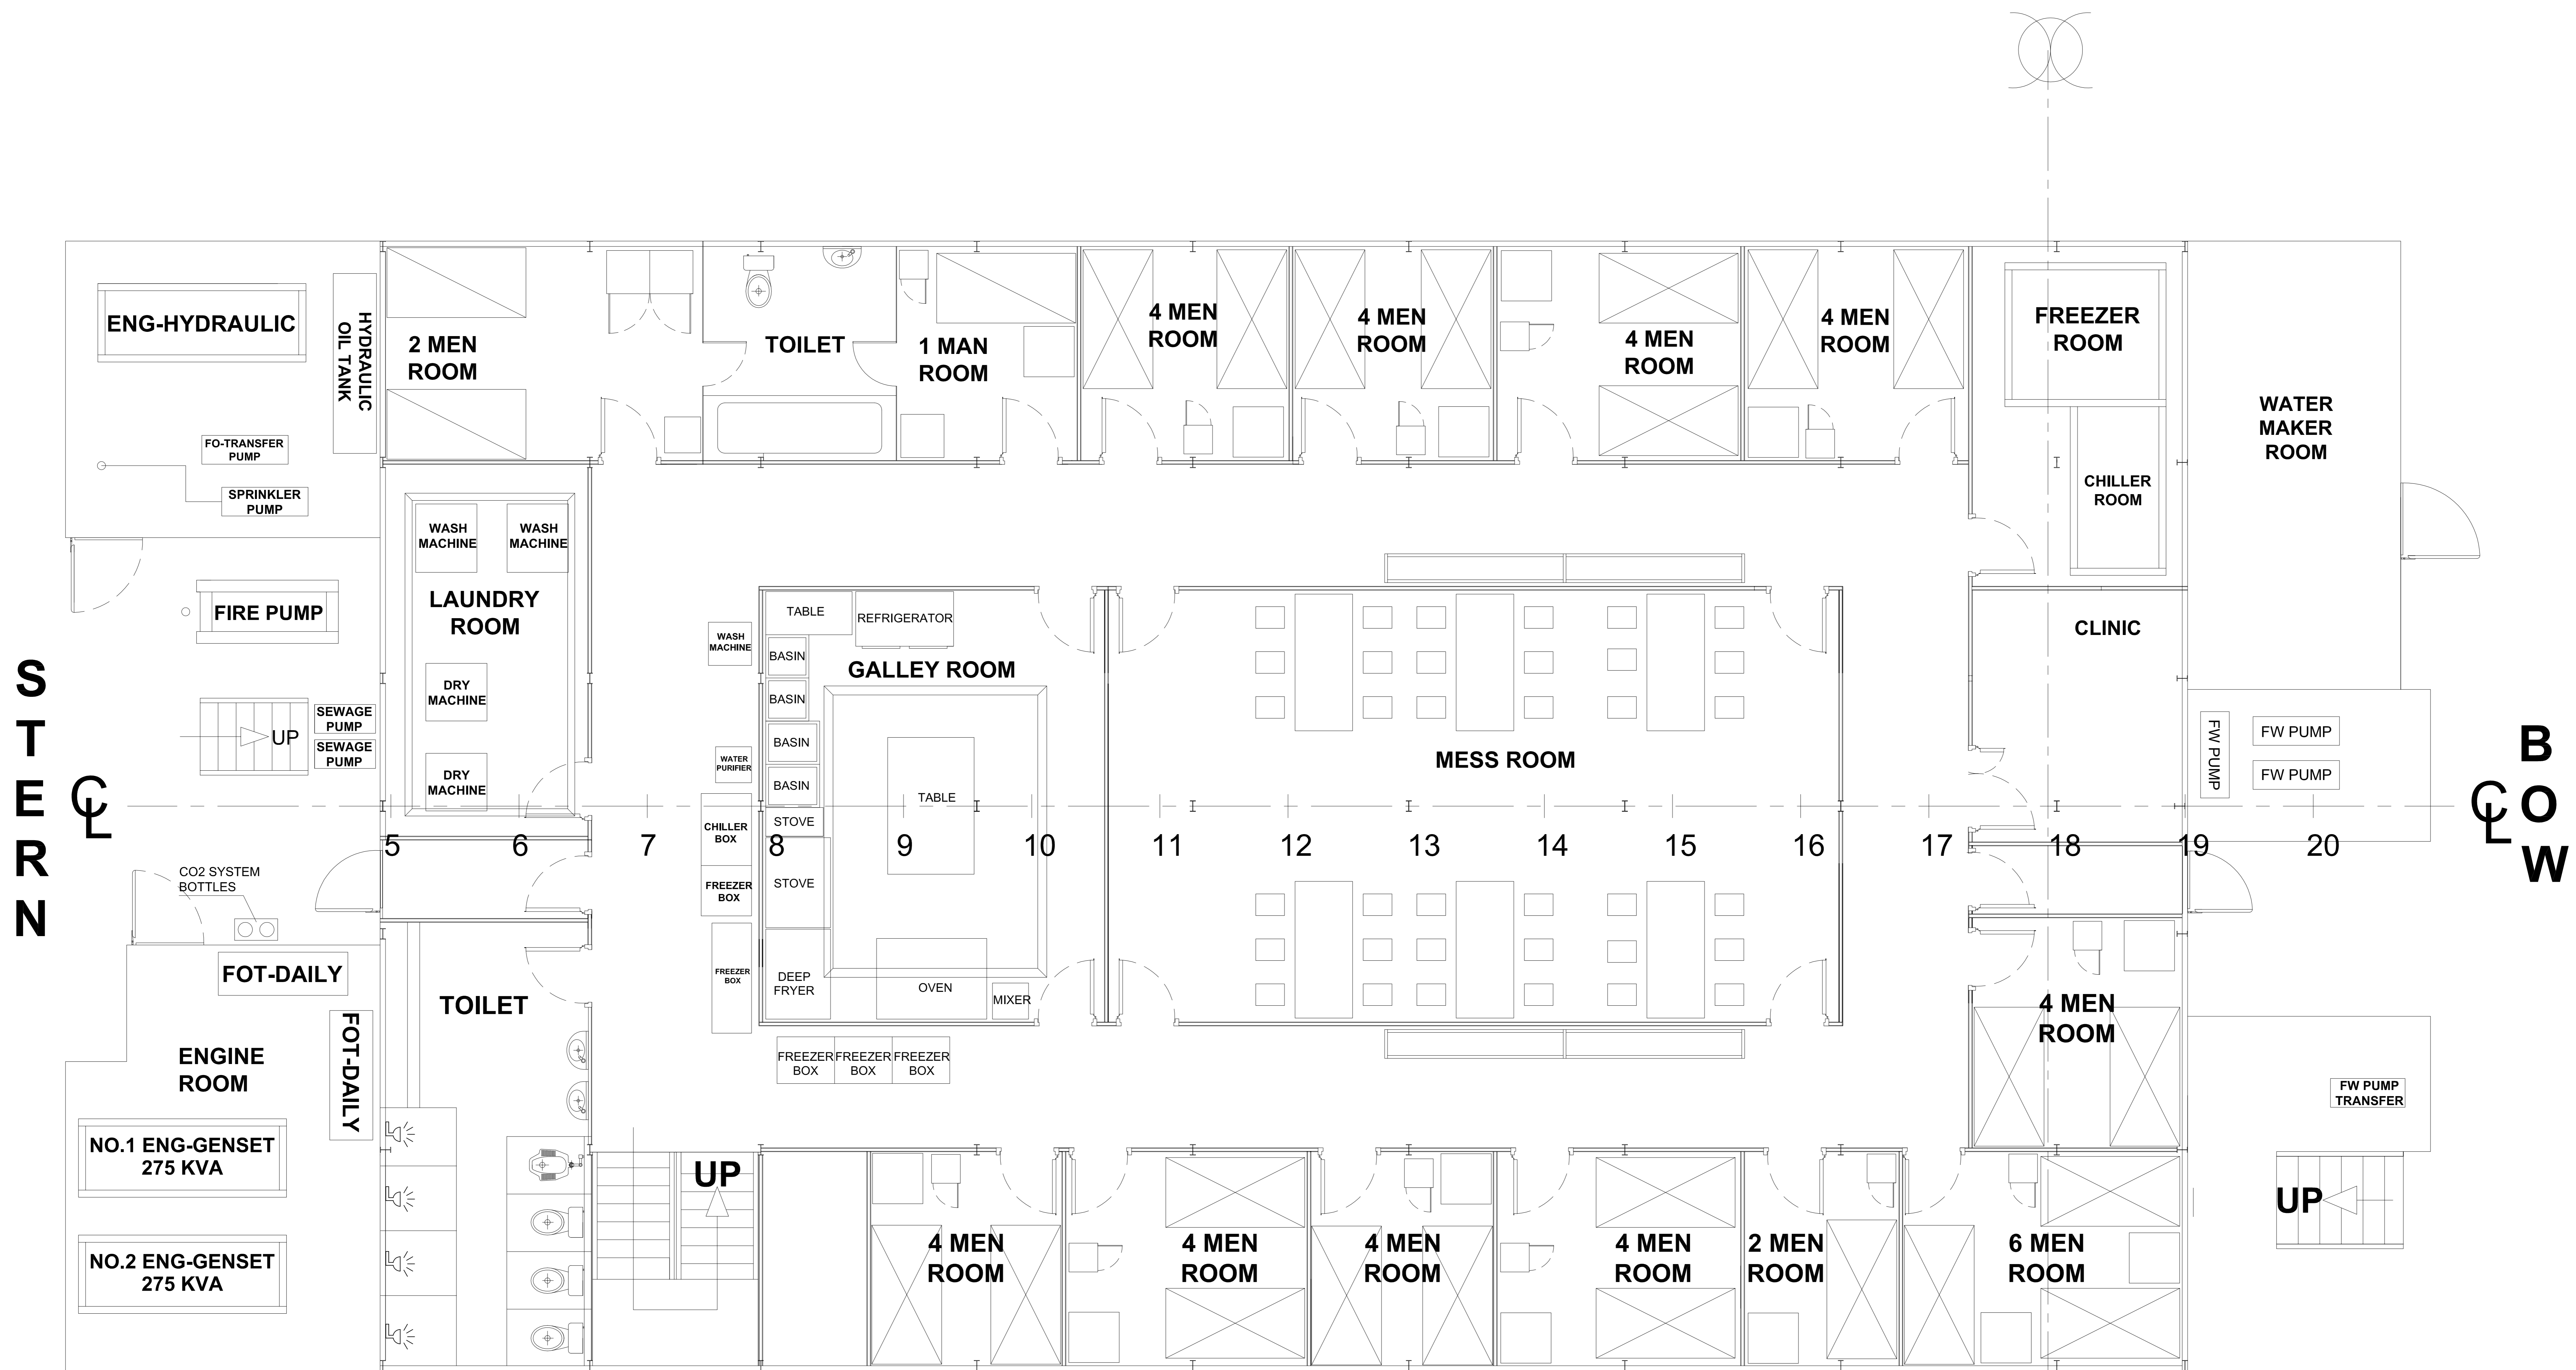 STERN
BOW
ENG-HYDRAULIC
HYDRAULIC
OIL TANK
2 MEN
ROOM
TOILET
1 MAN
ROOM
4 MEN
ROOM
4 MEN
ROOM
4 MEN
ROOM
4 MEN
ROOM
FREEZER
ROOM
WATER
MAKER
ROOM
FO-TRANSFER
PUMP
SPRINKLER
PUMP
CHILLER
ROOM
WASH
MACHINE
WASH
MACHINE
LAUNDRY
ROOM
FIRE PUMP
DRY
MACHINE
DRY
MACHINE
SEWAGE
PUMP
SEWAGE
PUMP
UP
WASH
MACHINE
TABLE
REFRIGERATOR
BASIN
BASIN
BASIN
BASIN
GALLEY ROOM
WATER
PURIFIER
TABLE
STOVE
STOVE
CHILLER
BOX
FREEZER
BOX
FREEZER
BOX
DEEP
FRYER
OVEN
MIXER
FREEZER
BOX
FREEZER
BOX
FREEZER
BOX
MESS ROOM
CLINIC
FW PUMP
FW PUMP
FW PUMP
CL
5 6 7 8 9 10 11 12 13 14 15 16 17 18 19 20
CL
CO2 SYSTEM
BOTTLES
FOT-DAILY
FOT-DAILY
TOILET
ENGINE
ROOM
NO.1 ENG-GENSET
275 KVA
NO.2 ENG-GENSET
275 KVA
UP
4 MEN
ROOM
FW PUMP
TRANSFER
UP
4 MEN
ROOM
4 MEN
ROOM
4 MEN
ROOM
4 MEN
ROOM
2 MEN
ROOM
6 MEN
ROOM